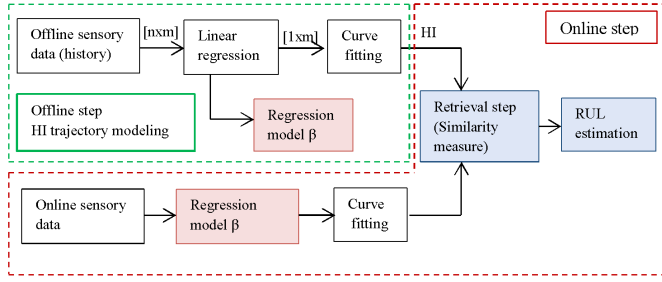 Offline sensory
data (history)
[nxm]
Linear
regression
[1xm]
Curve
fitting
HI
Online step
Offline step
HI trajectory modeling
Regression
model β
Retrieval step
(Similarity
measure)
RUL
estimation
Online sensory
data
Regression
model β
Curve
fitting